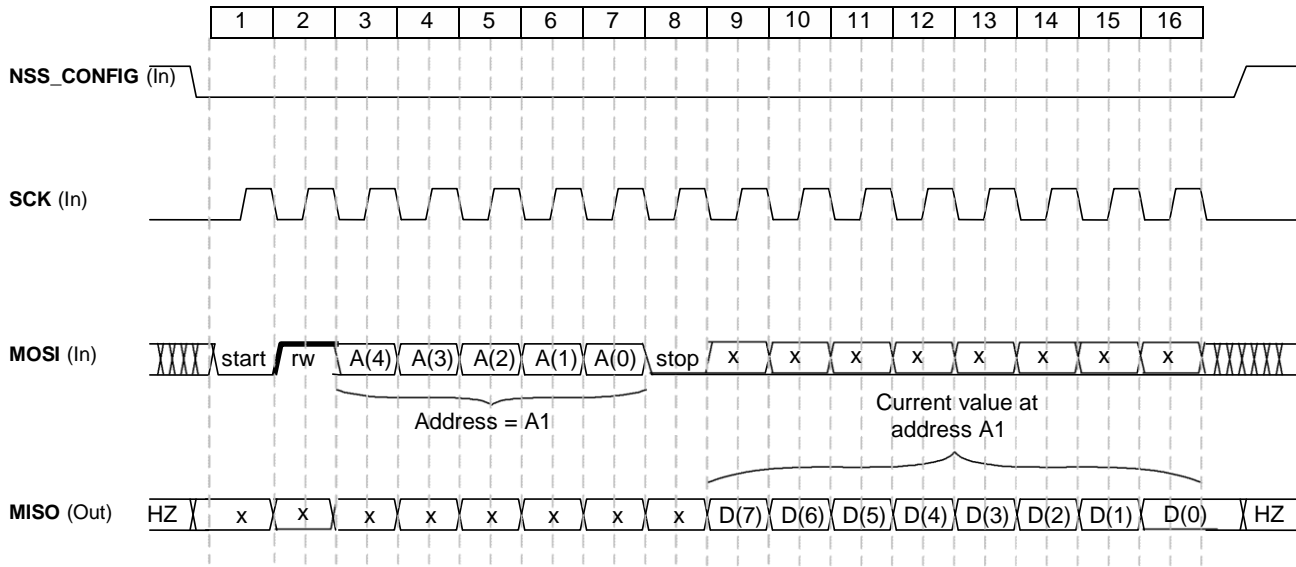 1 2 3 4 5 6 7 8 9 10 11 12 13 14 15 16
NSS_CONFIG (In)
SCK (In)
MOSI (In) start rw A(4) A(3) A(2) A(1) A(0) stop x x x x x x x x
Address = A1
Current value at
address A1
MISO (Out) HZ x x x x x x x x D(7) D(6) D(5) D(4) D(3) D(2) D(1) D(0) HZ